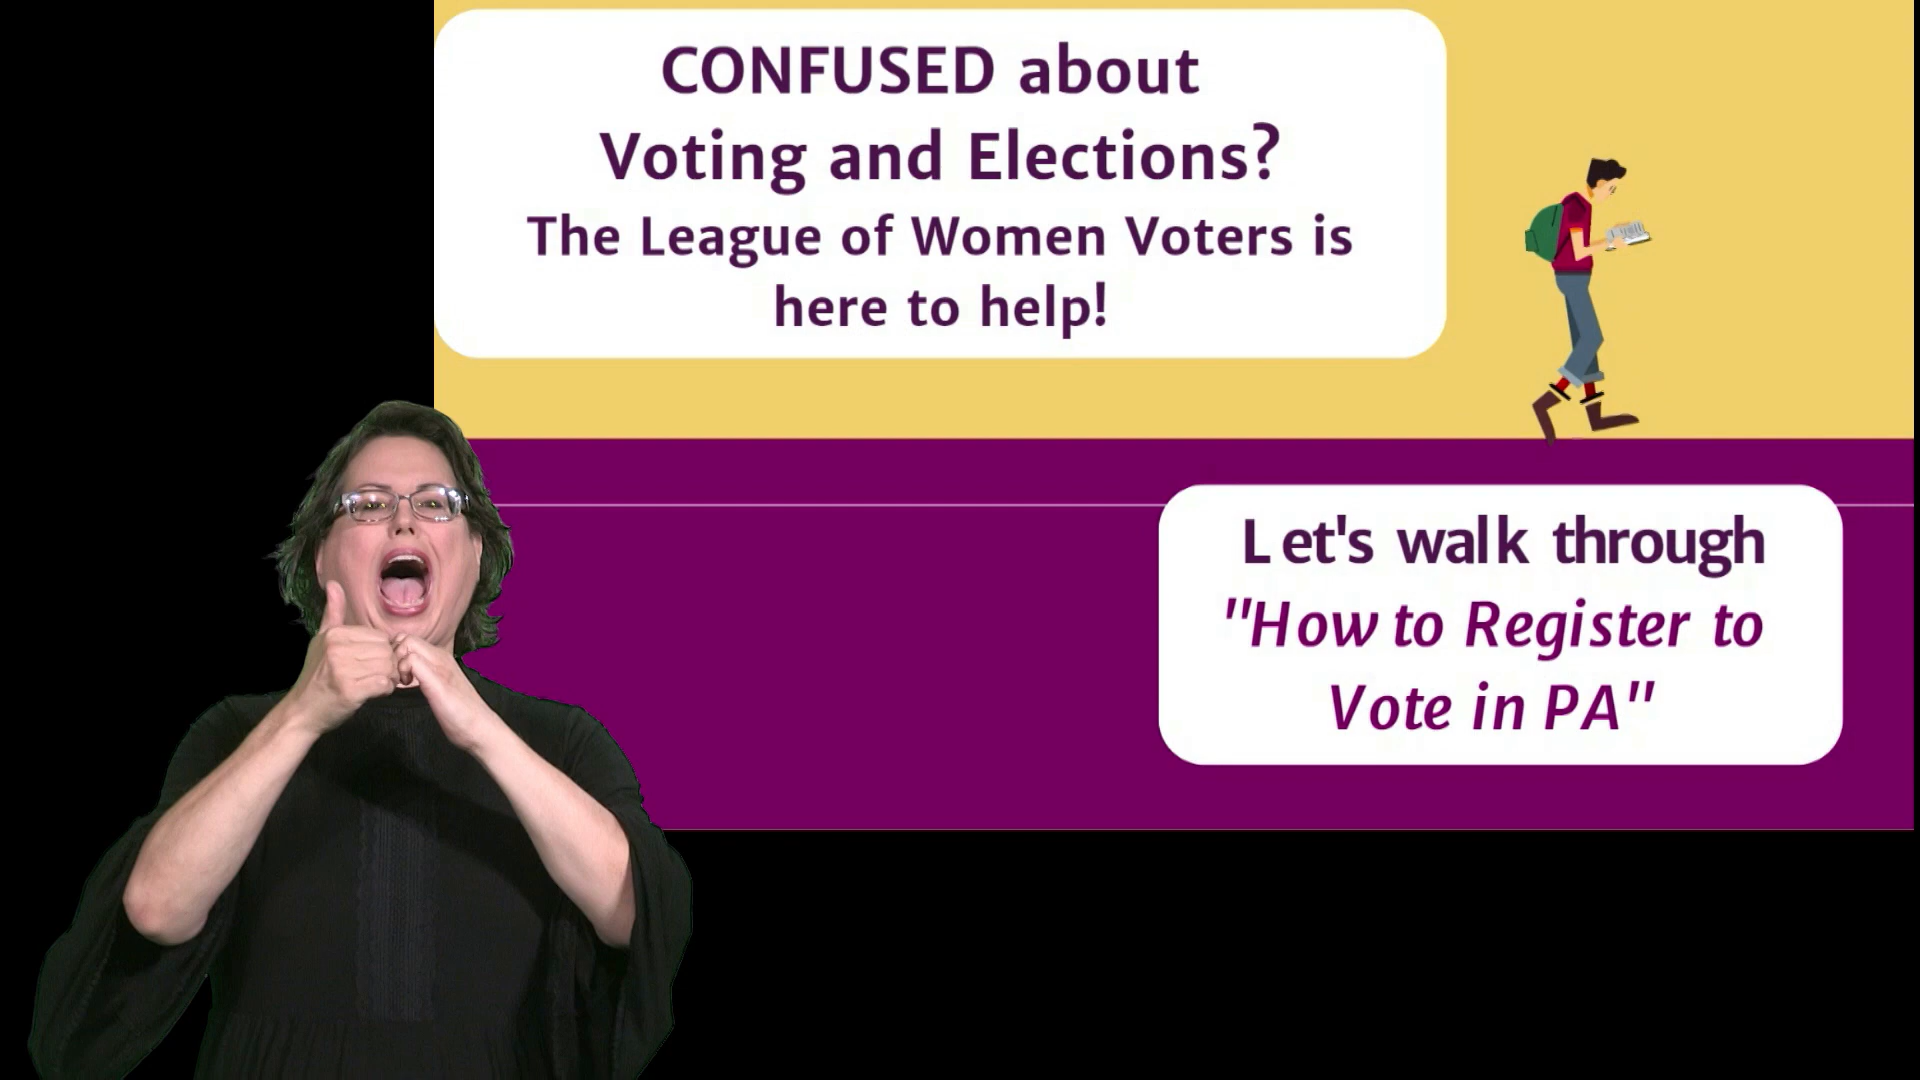 CONFUSED about
Voting and Elections?
The League of Women Voters is
here to help!
Let's walk through
"How to Register to
Vote in PA"